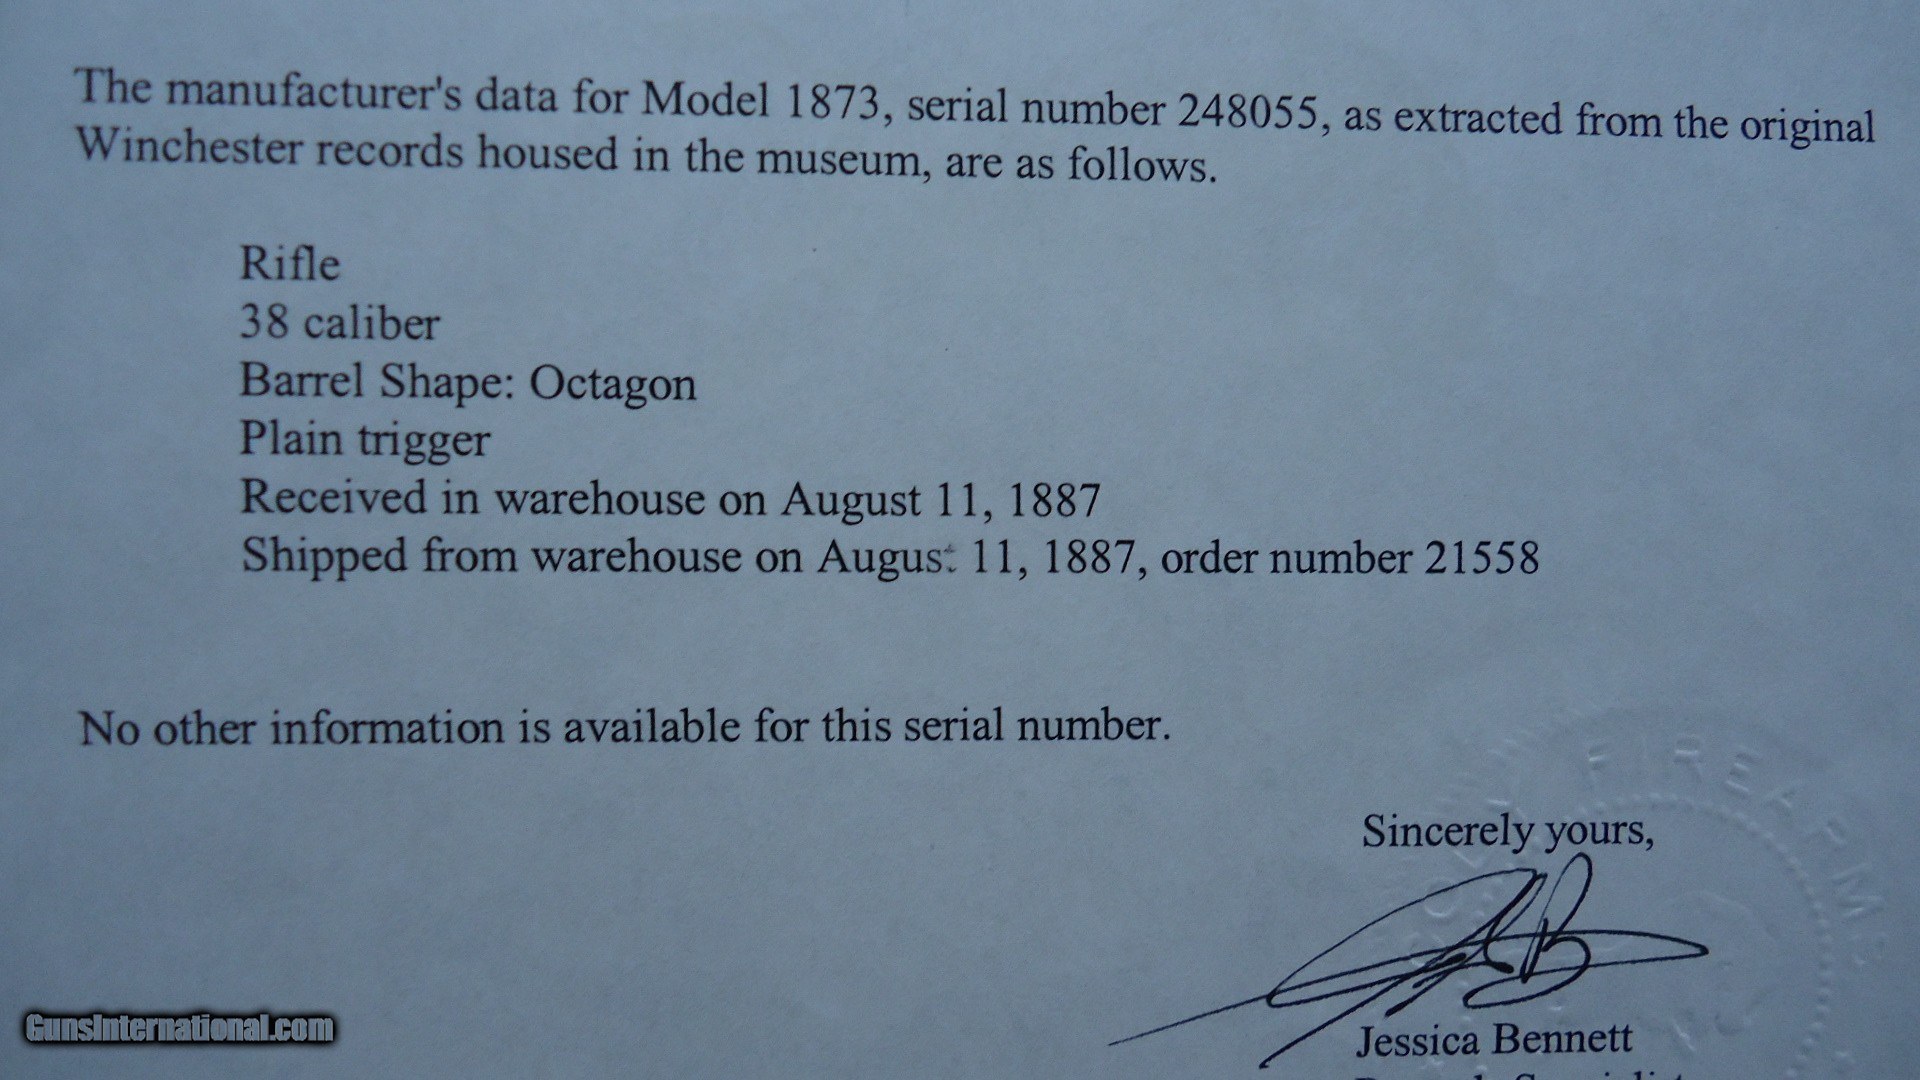 The manufacturer's data for Model 1873, serial number 248055, as extracted from the original
Winchester records housed in the museum, are as follows.
Rifle
38 caliber
Barrel Shape: Octagon
Plain trigger
Received in warehouse on August 11, 1887
Shipped from warehouse on August 11, 1887, order number 21558
No other information is available for this serial number.
FIREARMS
Sincerely yours,
Jessica Bennett
GunsInternational.com